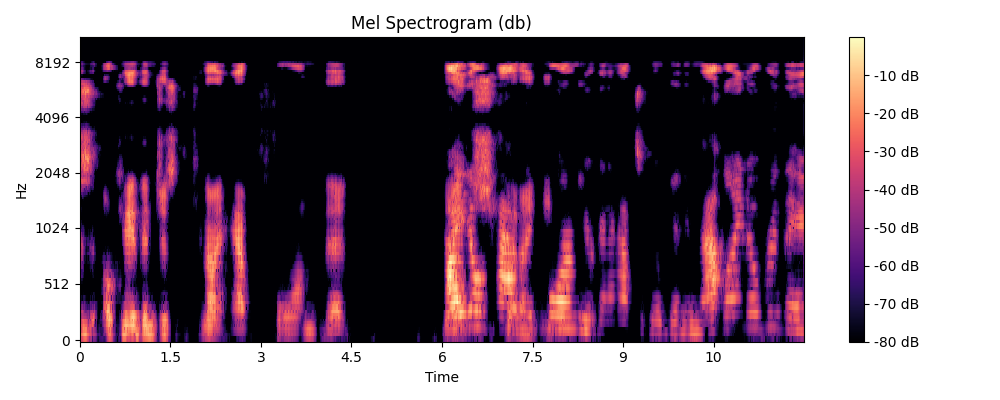 Mel Spectrogram (db)
Hz
8192
4096
2048
1024
512
0
0 1.5 3 4.5 6 7.5 9 10
Time
-10 dB
-20 dB
-30 dB
-40 dB
-50 dB
-60 dB
-70 dB
-80 dB